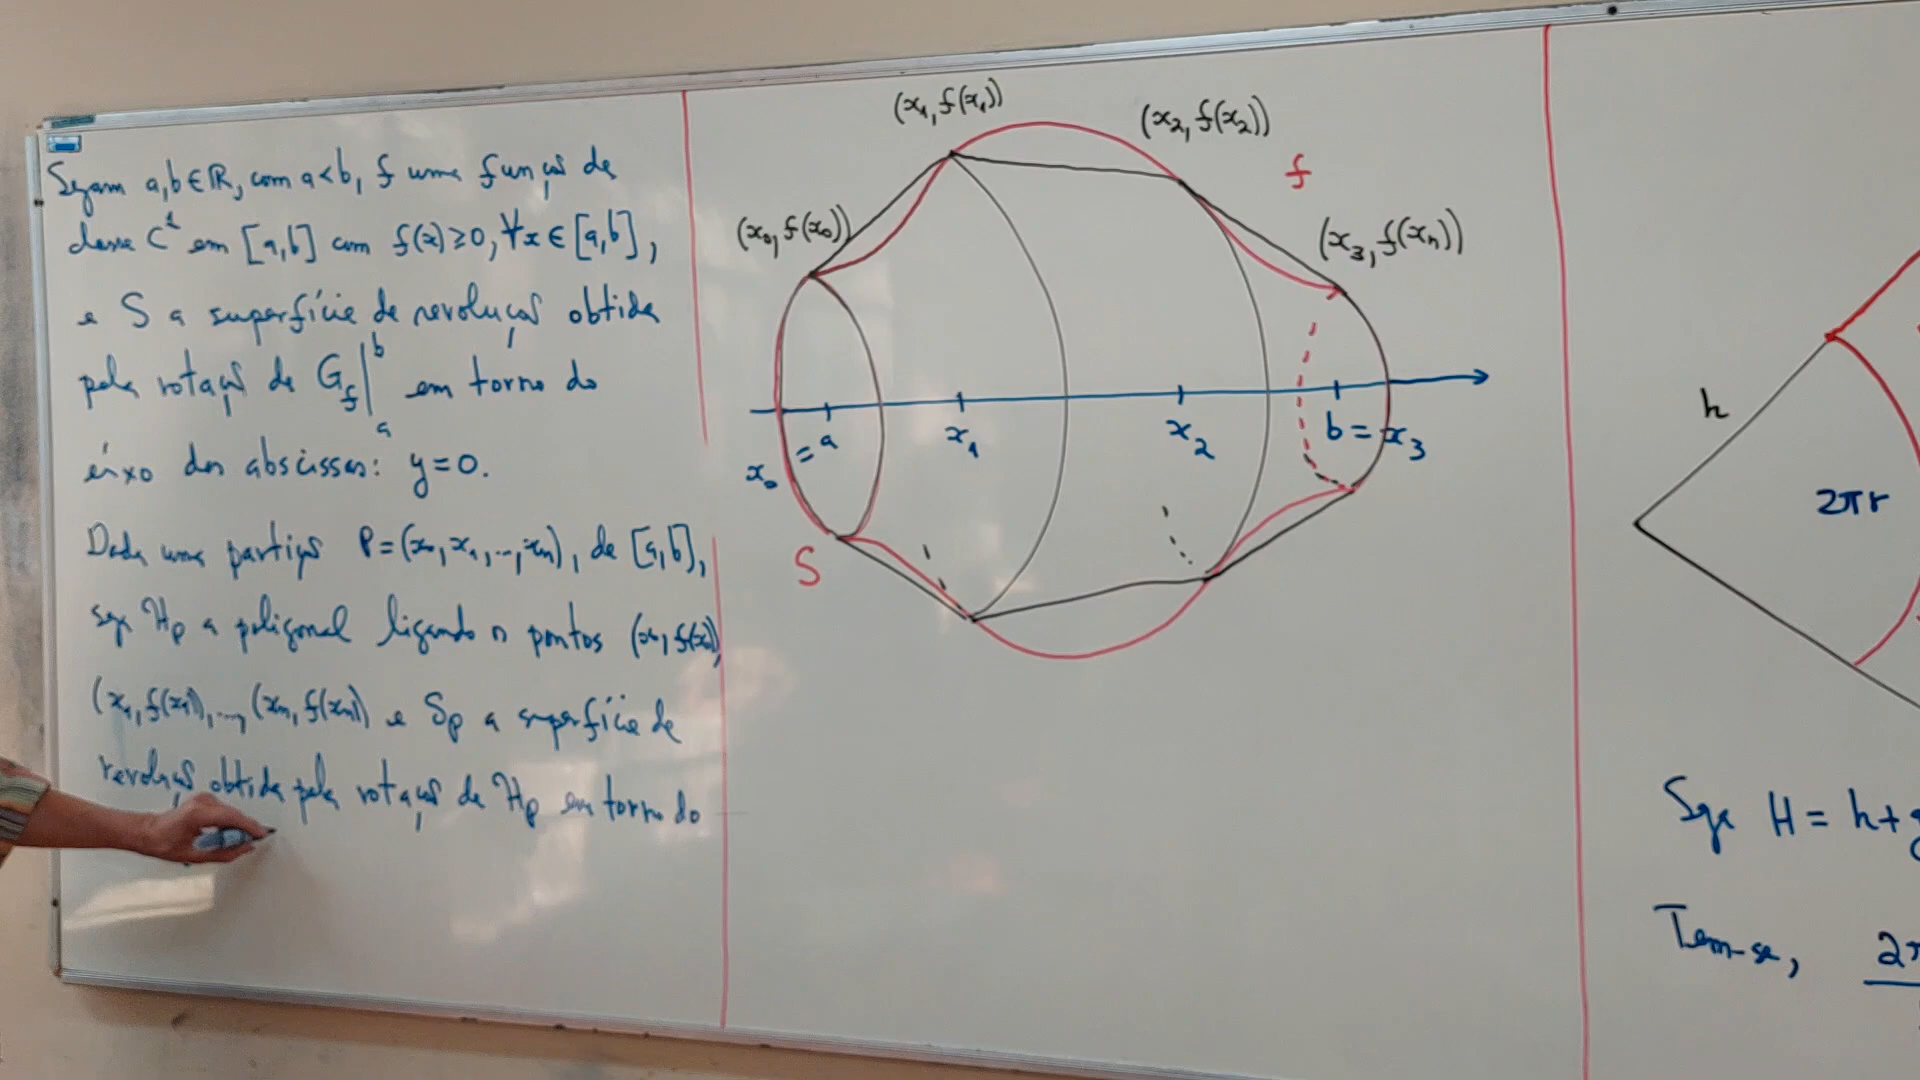 Sejam a,b∈ℝ, com a<b, f uma função de
classe C¹ em [a,b] com f(x)≥0, ∀x∈[a,b],
e S a superfície de revolução obtida
pela rotação de G_f|_a^b em torno do
eixo das abscissas: y=0.
Dada uma partição P=(x₀,x₁,...,xₙ), de [a,b],
seja H_P a poligonal ligando os pontos (x₀,f(x₀)),
(x₁,f(x₁)),...,(xₙ,f(xₙ)) e S_P a superfície de
revolução obtida pela rotação de H_P em torno do
(x₁,f(x₁))
(x₂,f(x₂))
f
(x₀,f(x₀))
(x₃,f(xₙ))
x₀ = a
x₁
x₂
b = x₃
S
h
2πr
Seja H = h+g
Tem-se,